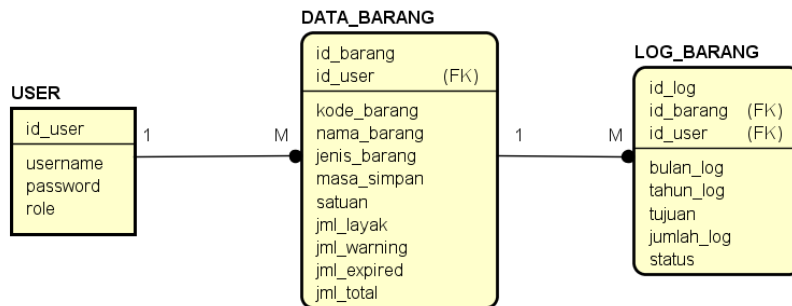 USER
id_user
username
password
role
1
M
DATA_BARANG
id_barang
id_user (FK)
kode_barang
nama_barang
jenis_barang
masa_simpan
satuan
jml_layak
jml_warning
jml_expired
jml_total
1
M
LOG_BARANG
id_log
id_barang (FK)
id_user (FK)
bulan_log
tahun_log
tujuan
jumlah_log
status